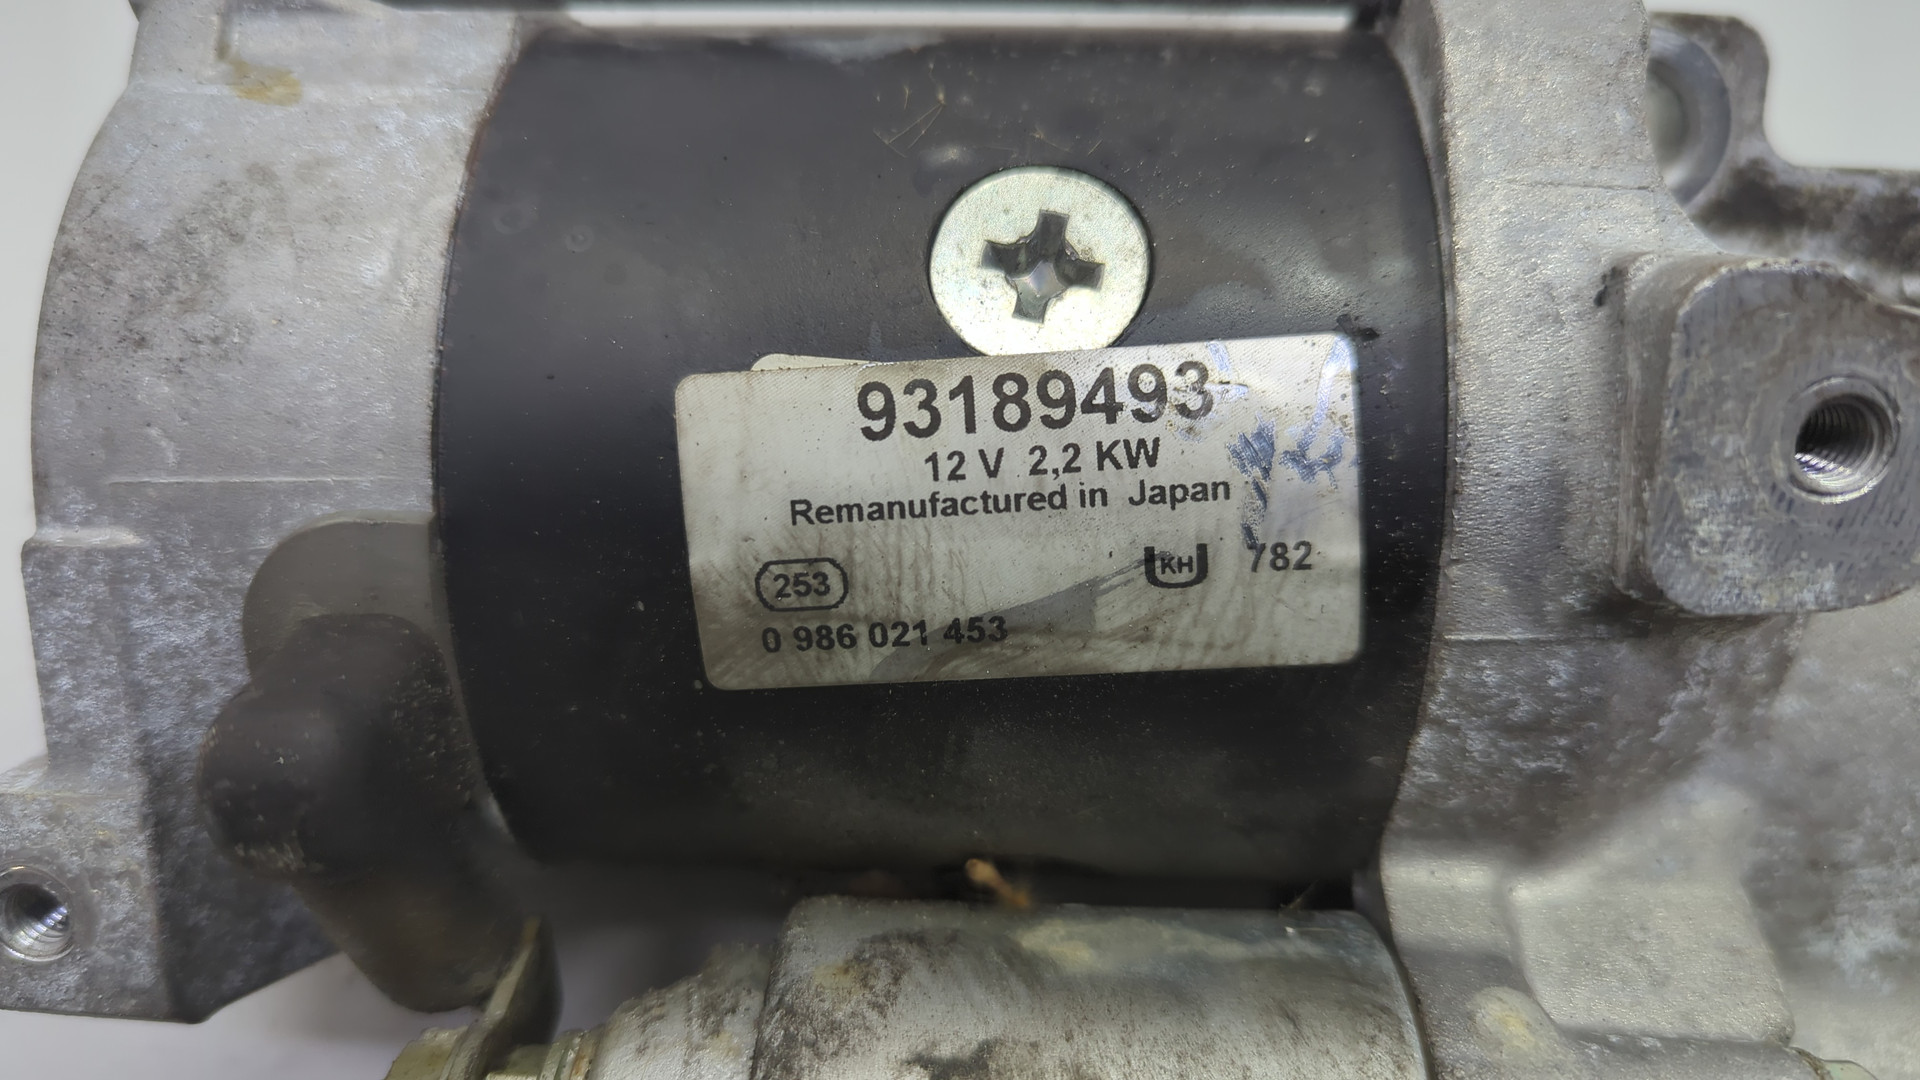 93189493
12 V 2,2 KW
Remanufactured in Japan
253 KH 782
0 986 021 453